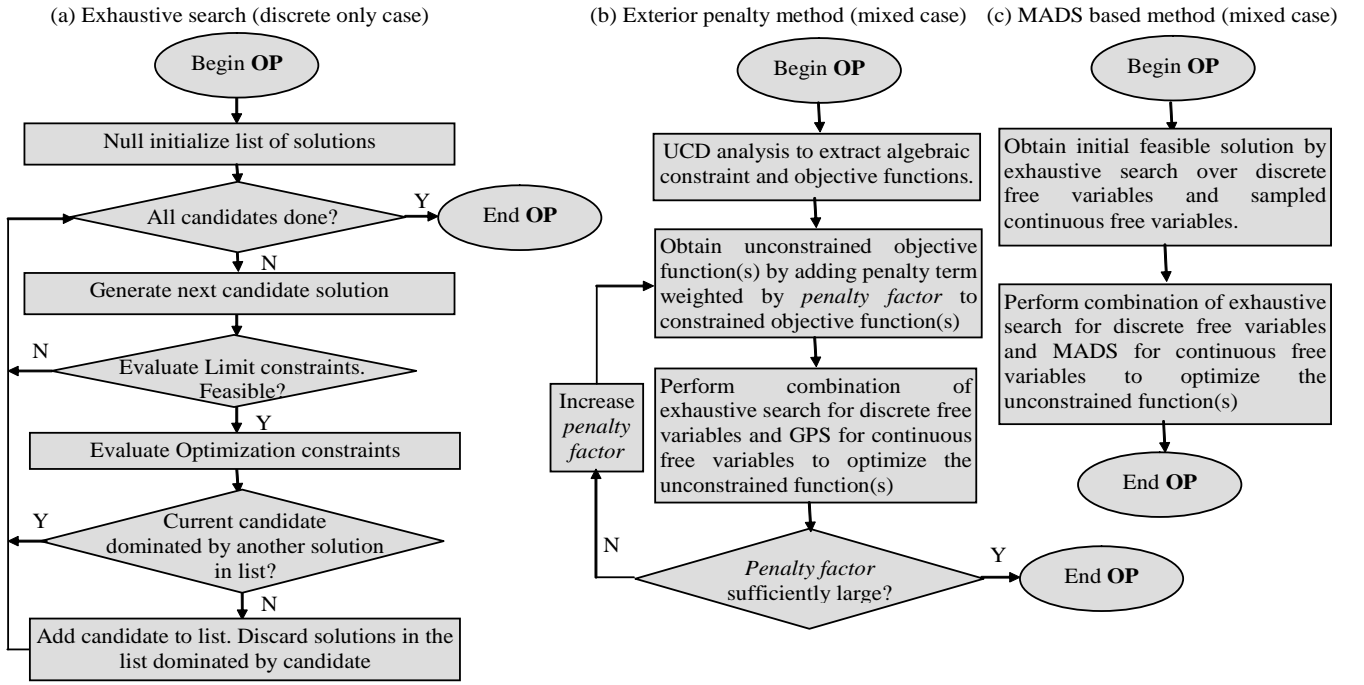 (a) Exhaustive search (discrete only case)
Begin OP
Null initialize list of solutions
All candidates done?
Y
End OP
N
Generate next candidate solution
N
Evaluate Limit constraints.
Feasible?
Y
Evaluate Optimization constraints
Y
Current candidate
dominated by another solution
in list?
N
Add candidate to list. Discard solutions in the
list dominated by candidate
(b) Exterior penalty method (mixed case)
Begin OP
UCD analysis to extract algebraic
constraint and objective functions.
Obtain unconstrained objective
function(s) by adding penalty term
weighted by penalty factor to
constrained objective function(s)
Increase
penalty
factor
Perform combination of
exhaustive search for discrete free
variables and GPS for continuous
free variables to optimize the
unconstrained function(s)
N
Penalty factor
sufficiently large?
Y
End OP
(c) MADS based method (mixed case)
Begin OP
Obtain initial feasible solution by
exhaustive search over discrete
free variables and sampled
continuous free variables.
Perform combination of exhaustive
search for discrete free variables
and MADS for continuous free
variables to optimize the
unconstrained function(s)
End OP